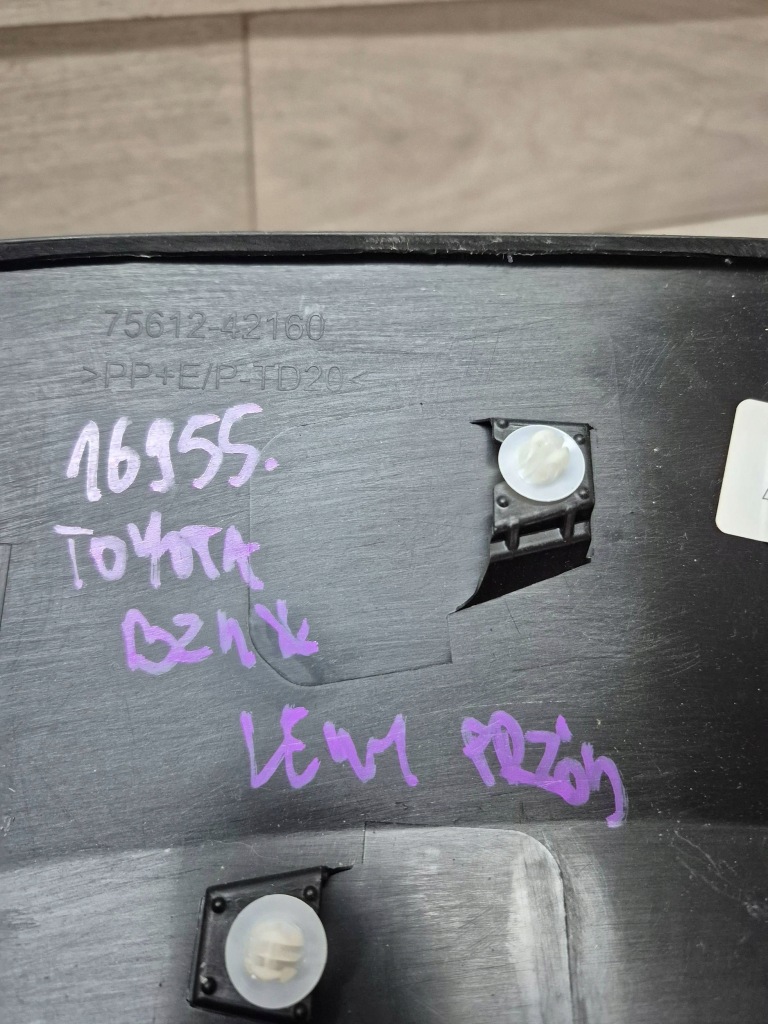 75612-42160
>PP+E/P-TD20<
16955.
TOYOTA
BZ4X
LEWY PRZÓD